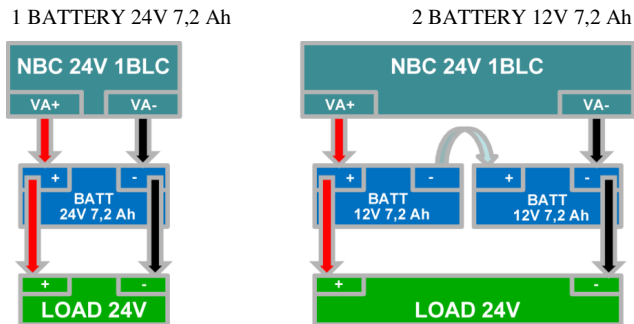 1 BATTERY 24V 7,2 Ah
2 BATTERY 12V 7,2 Ah
NBC 24V 1BLC
VA+ VA-
+ -
BATT
24V 7,2 Ah
+ -
LOAD 24V
NBC 24V 1BLC
VA+ VA-
+ - + -
BATT BATT
12V 7,2 Ah 12V 7,2 Ah
+ -
LOAD 24V